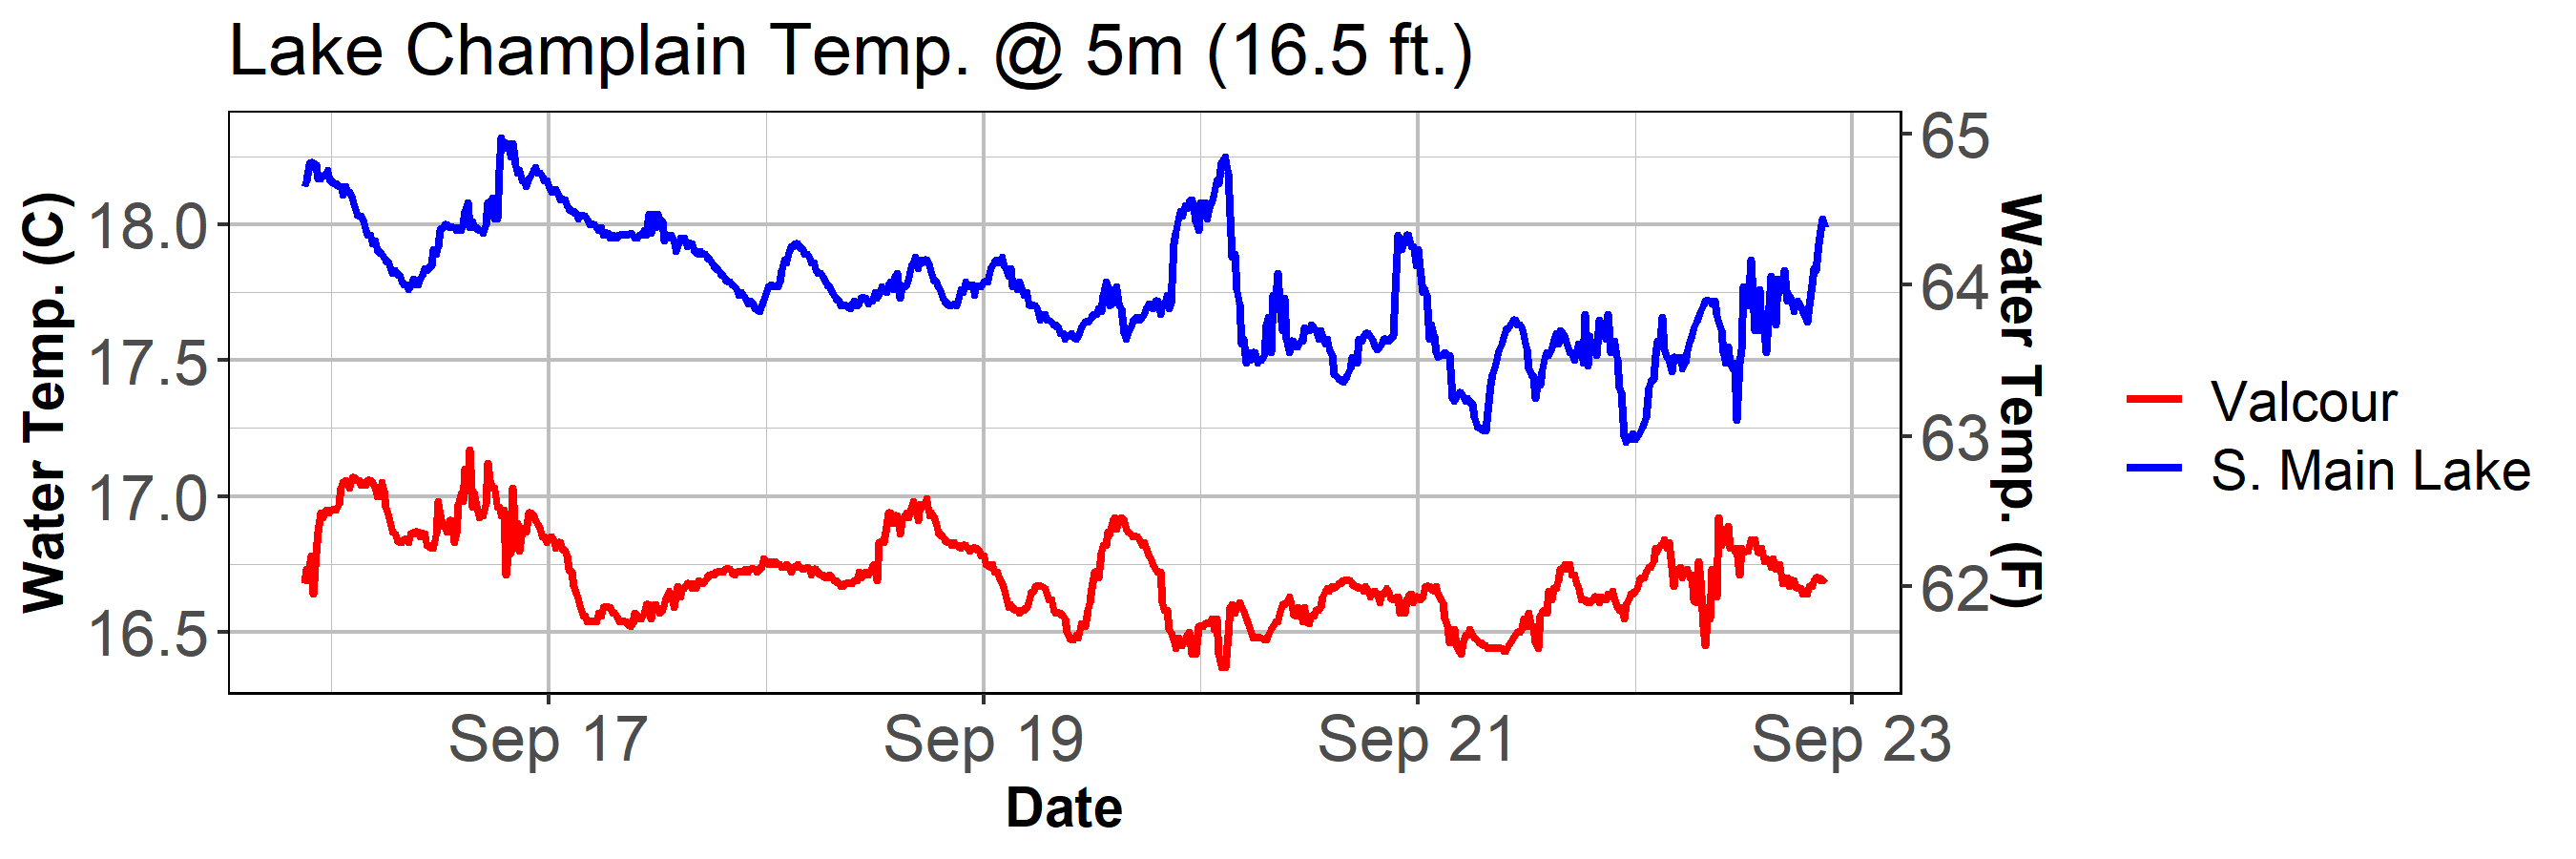 Lake Champlain Temp. @ 5m (16.5 ft.)
Water Temp. (C)
18.0
17.5
17.0
16.5
65
64
63
62
Water Temp. (F)
Sep 17
Sep 19
Sep 21
Sep 23
Date
Valcour
S. Main Lake